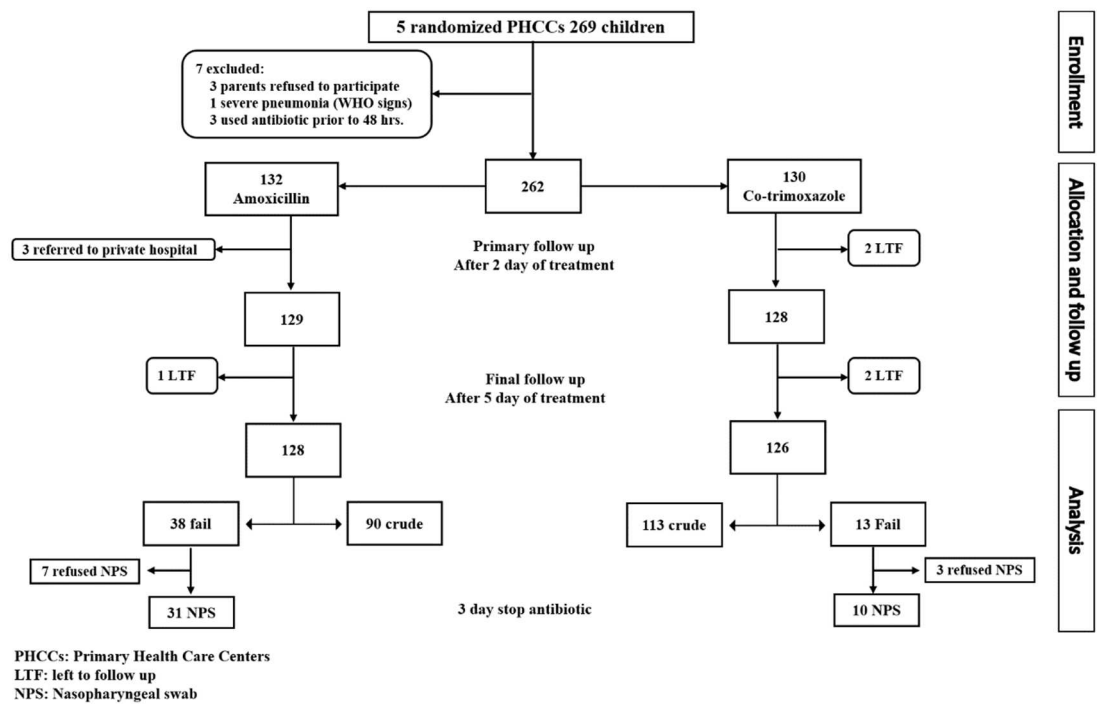 5 randomized PHCCs 269 children
7 excluded:
3 parents refused to participate
1 severe pneumonia (WHO signs)
3 used antibiotic prior to 48 hrs.
Enrollment
132
Amoxicillin
262
130
Co-trimoxazole
3 referred to private hospital
Primary follow up
After 2 day of treatment
2 LTF
129
128
1 LTF
Final follow up
After 5 day of treatment
2 LTF
Allocation and follow up
128
126
38 fail
90 crude
113 crude
13 Fail
7 refused NPS
3 refused NPS
31 NPS
3 day stop antibiotic
10 NPS
Analysis
PHCCs: Primary Health Care Centers
LTF: left to follow up
NPS: Nasopharyngeal swab